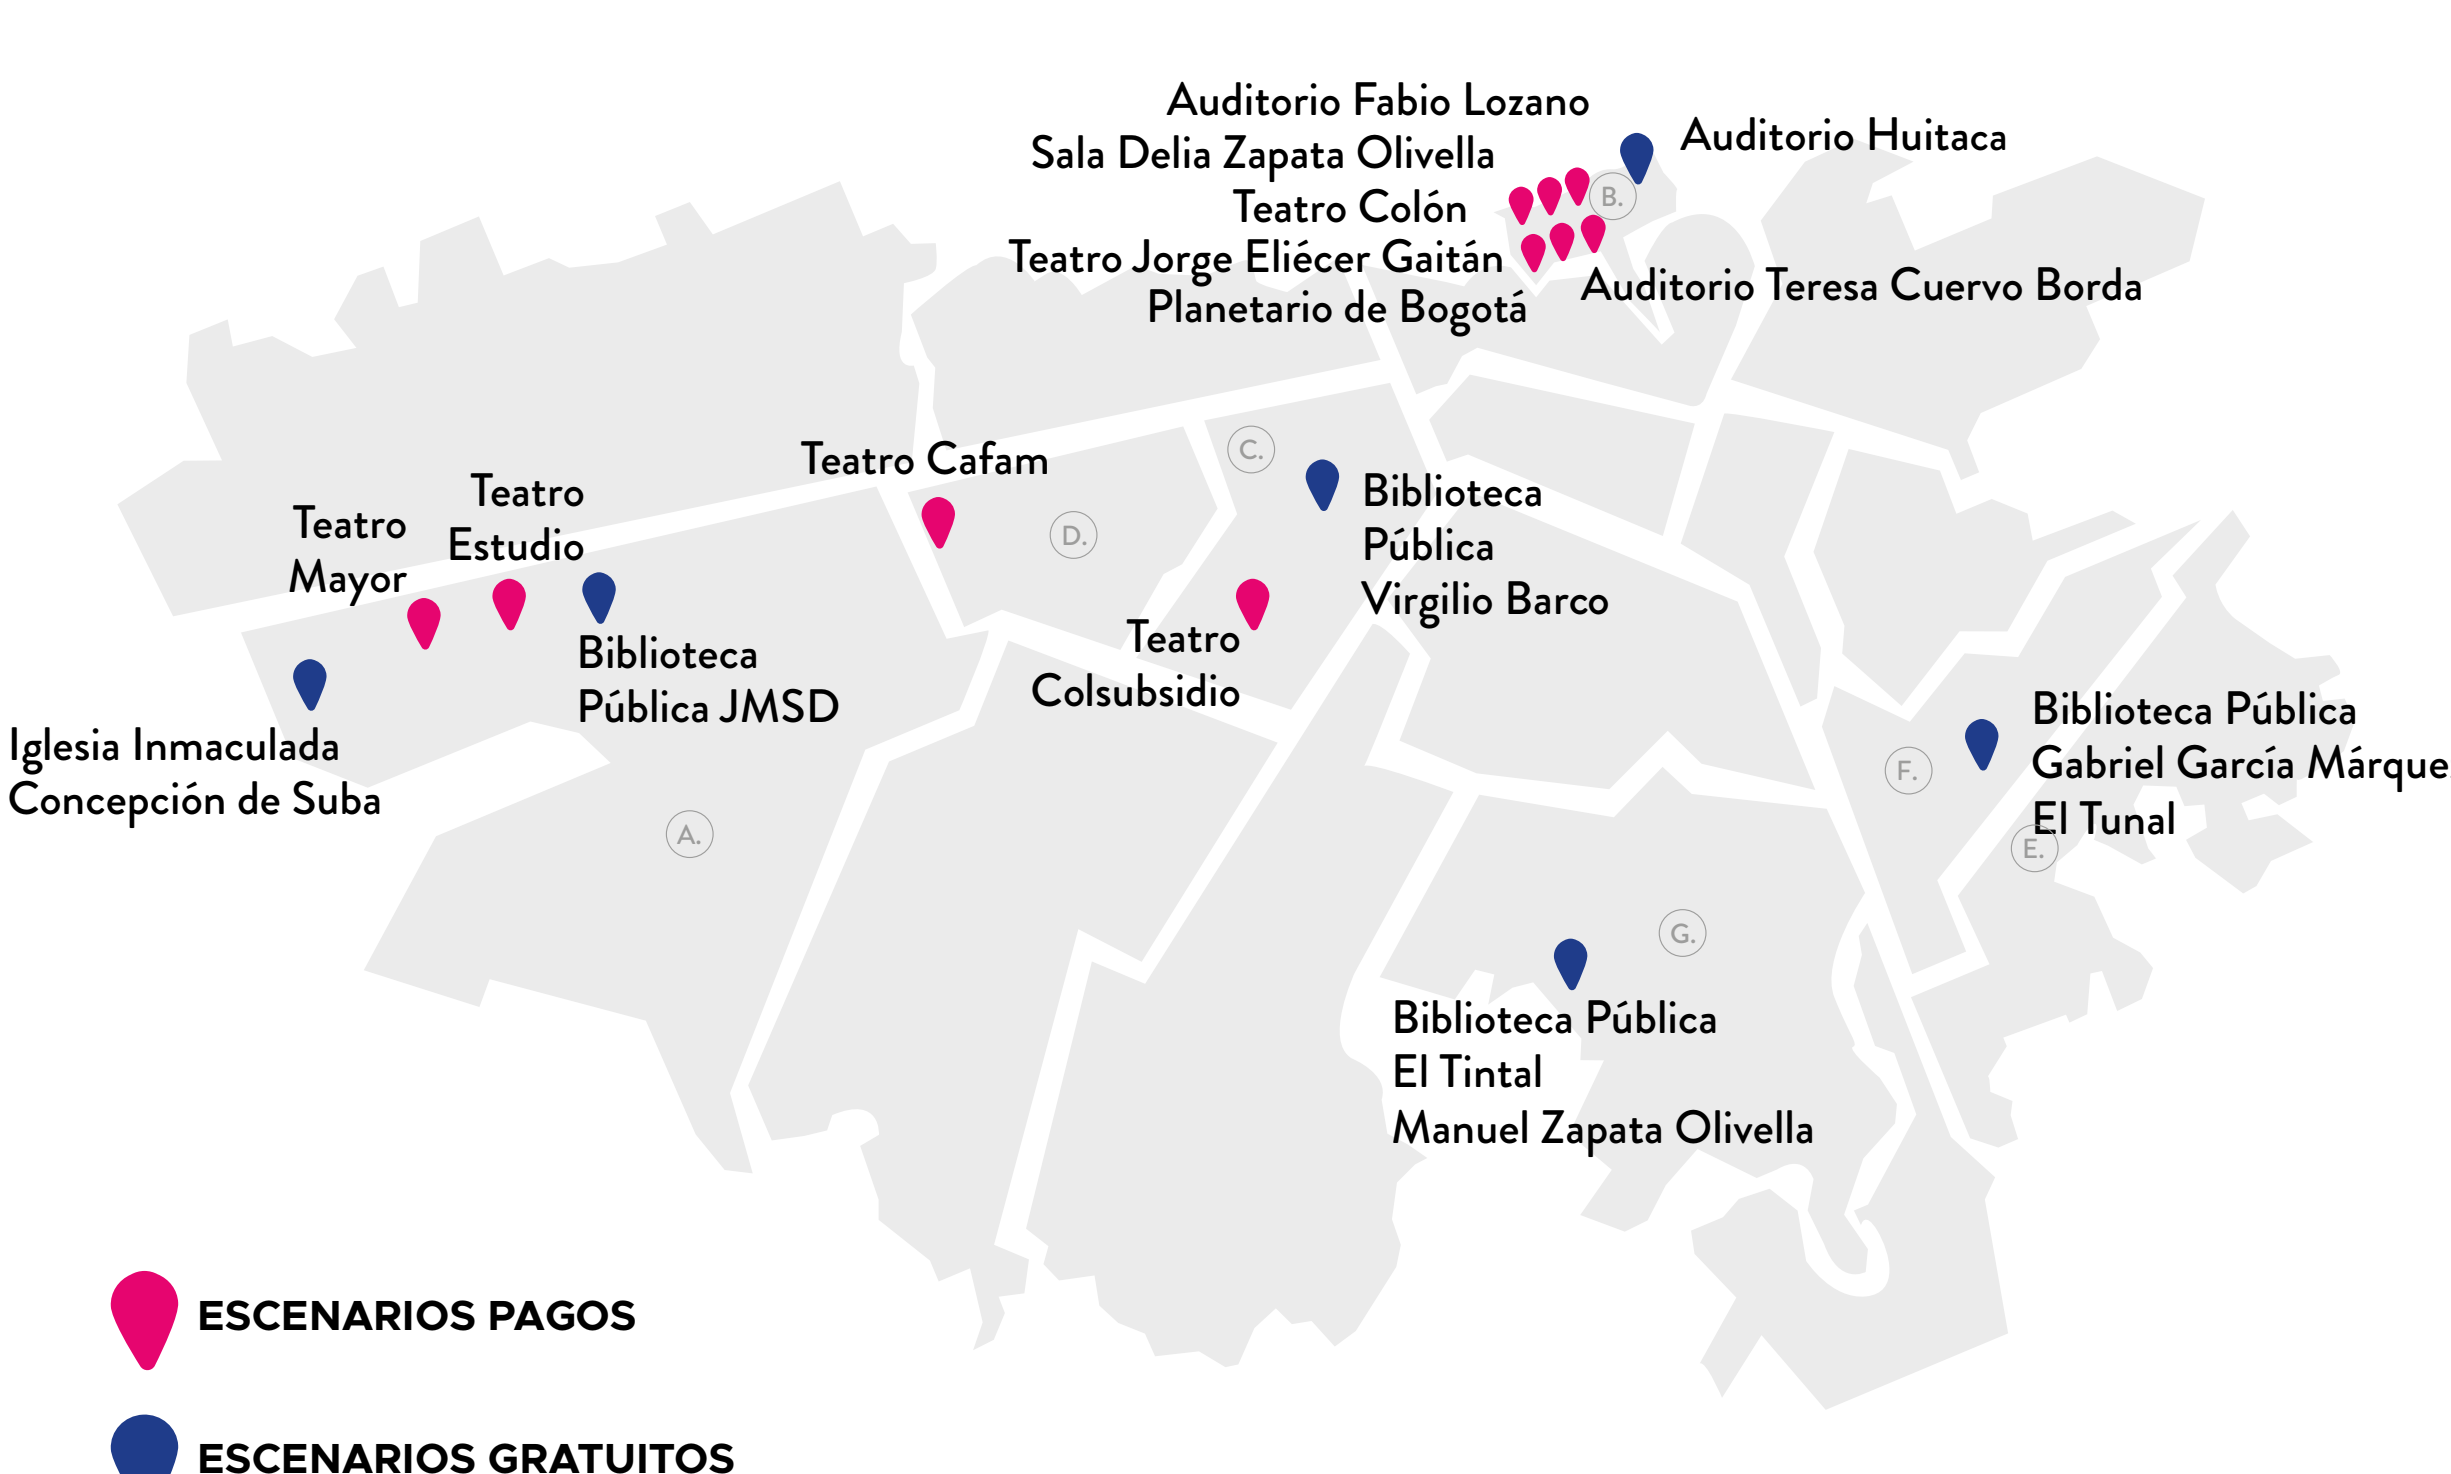 Auditorio Fabio Lozano
Sala Delia Zapata Olivella
Teatro Colón
Teatro Jorge Eliécer Gaitán
Planetario de Bogotá
Auditorio Huitaca
B.
Auditorio Teresa Cuervo Borda
Teatro Cafam
C.
D.
Teatro
Estudio
Teatro
Mayor
Biblioteca
Pública
Virgilio Barco
Biblioteca
Pública JMSD
Teatro
Colsubsidio
Iglesia Inmaculada
Concepción de Suba
A.
Biblioteca Pública
Gabriel García Márque
El Tunal
F.
E.
G.
Biblioteca Pública
El Tintal
Manuel Zapata Olivella
ESCENARIOS PAGOS
ESCENARIOS GRATUITOS